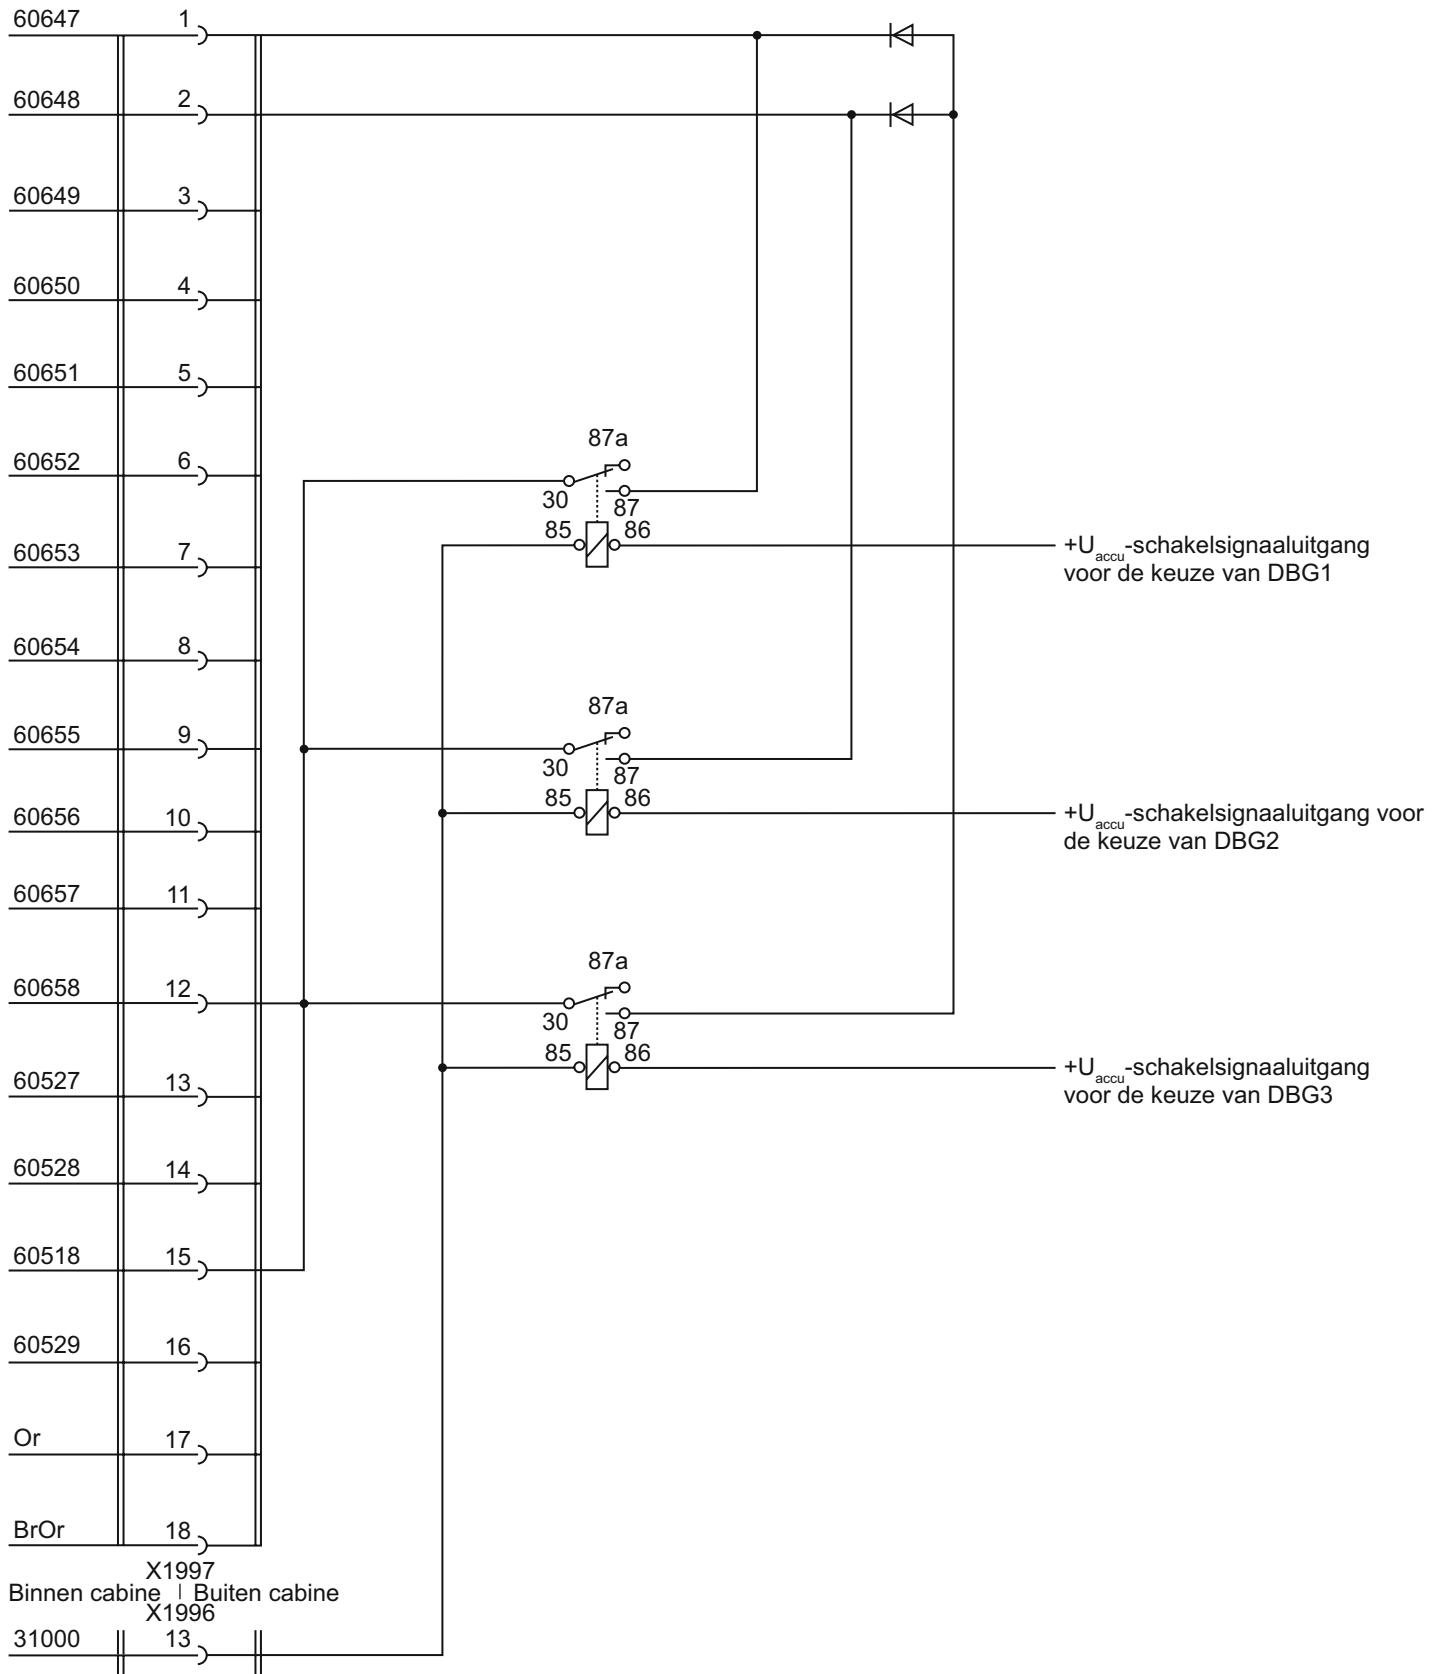 60647 1
60648 2
60649 3
60650 4
60651 5
87a
60652 6
30 87
85 86
60653 7
+Uaccu-schakelsignaaluitgang
voor de keuze van DBG1
60654 8
87a
60655 9
30 87
85 86
60656 10
+Uaccu-schakelsignaaluitgang voor
de keuze van DBG2
60657 11
87a
60658 12
30 87
85 86
60527 13
+Uaccu-schakelsignaaluitgang
voor de keuze van DBG3
60528 14
60518 15
60529 16
Or 17
BrOr 18
X1997
Binnen cabine | Buiten cabine
X1996
31000 13